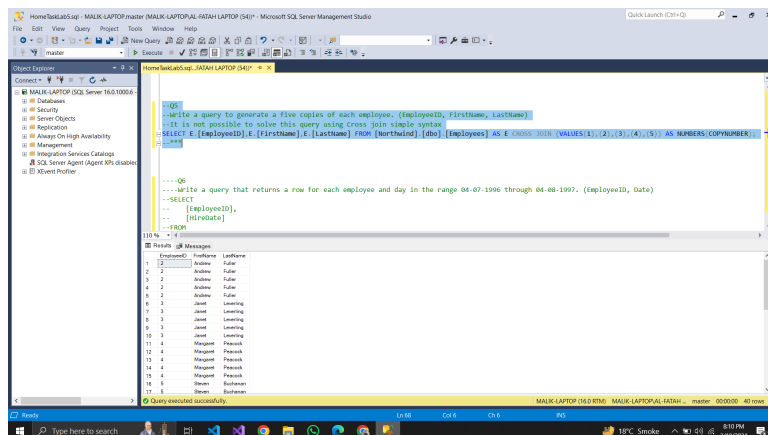 HomeTaskLab5.sql - MALIK-LAPTOP.master (MALIK-LAPTOP\AL-FATAH LAPTOP (54))* - Microsoft SQL Server Management Studio
Quick Launch (Ctrl+Q)
File Edit View Query Project Tools Window Help
New Query
master
Execute
Object Explorer
HomeTaskLab5.sql...FATAH LAPTOP (54))*
Connect
MALIK-LAPTOP (SQL Server 16.0.1000.6 -
Databases
Security
Server Objects
Replication
Always On High Availability
Management
Integration Services Catalogs
SQL Server Agent (Agent XPs disabled
XEvent Profiler
--Q5
--Write a query to generate a five copies of each employee. (EmployeeID, FirstName, LastName)
--It is not possible to solve this query using Cross join simple syntax
SELECT E.[EmployeeID],E.[FirstName],E.[LastName] FROM [Northwind].[dbo].[Employees] AS E CROSS JOIN (VALUES(1),(2),(3),(4),(5)) AS NUMBERS(COPYNUMBER);
--***
----Q6
----Write a query that returns a row for each employee and day in the range 04-07-1996 through 04-08-1997. (EmployeeID, Date)
--SELECT
-- [EmployeeID],
-- [HireDate]
--FROM
110 %
Results Messages
EmployeeID FirstName LastName
1 2 Andrew Fuller
2 2 Andrew Fuller
3 2 Andrew Fuller
4 2 Andrew Fuller
5 2 Andrew Fuller
6 3 Janet Leverling
7 3 Janet Leverling
8 3 Janet Leverling
9 3 Janet Leverling
10 3 Janet Leverling
11 4 Margaret Peacock
12 4 Margaret Peacock
13 4 Margaret Peacock
14 4 Margaret Peacock
15 4 Margaret Peacock
16 5 Steven Buchanan
17 5 Steven Buchanan
Query executed successfully.
MALIK-LAPTOP (16.0 RTM) MALIK-LAPTOP\AL-FATAH ... master 00:00:00 40 rows
Ready
Ln 68 Col 6 Ch 6 INS
Type here to search
18°C Smoke
8:10 PM